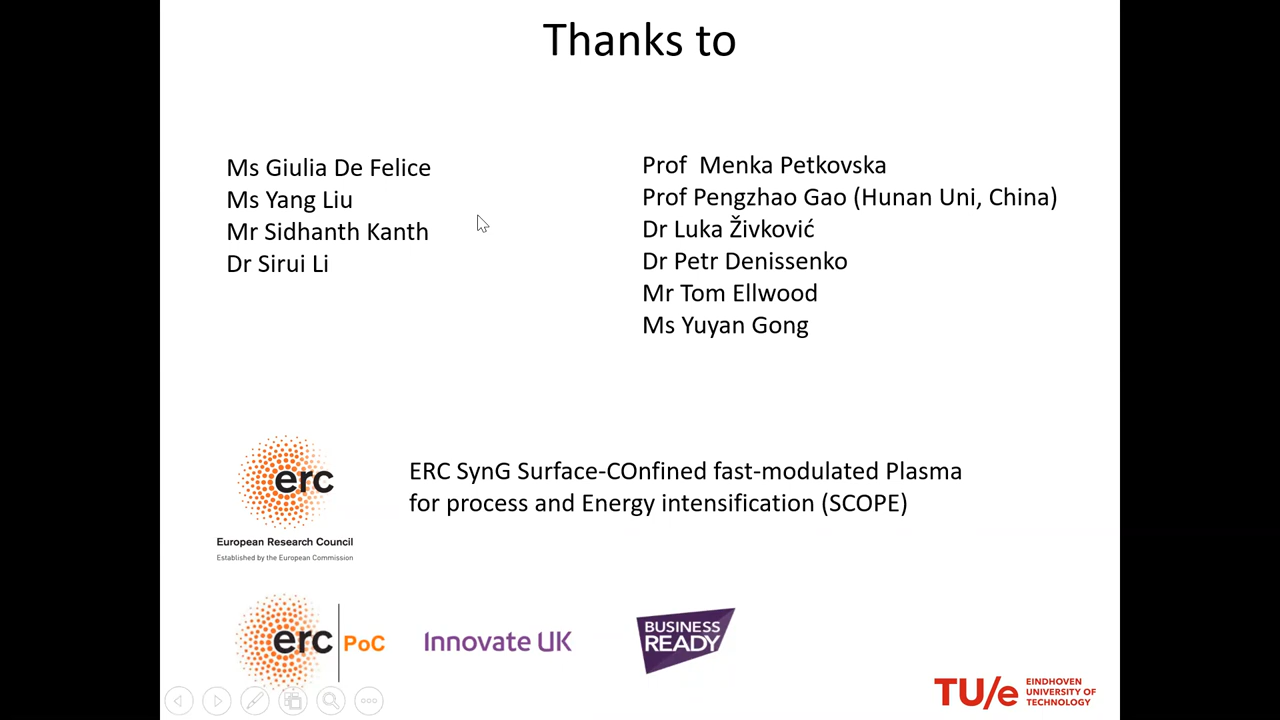 Thanks to
Ms Giulia De Felice
Ms Yang Liu
Mr Sidhanth Kanth
Dr Sirui Li
Prof  Menka Petkovska
Prof Pengzhao Gao (Hunan Uni, China)
Dr Luka Živković
Dr Petr Denissenko
Mr Tom Ellwood
Ms Yuyan Gong
erc
European Research Council
Established by the European Commission
ERC SynG Surface-COnfined fast-modulated Plasma
for process and Energy intensification (SCOPE)
erc PoC
Innovate UK
BUSINESS
READY
TU/e
EINDHOVEN
UNIVERSITY OF
TECHNOLOGY